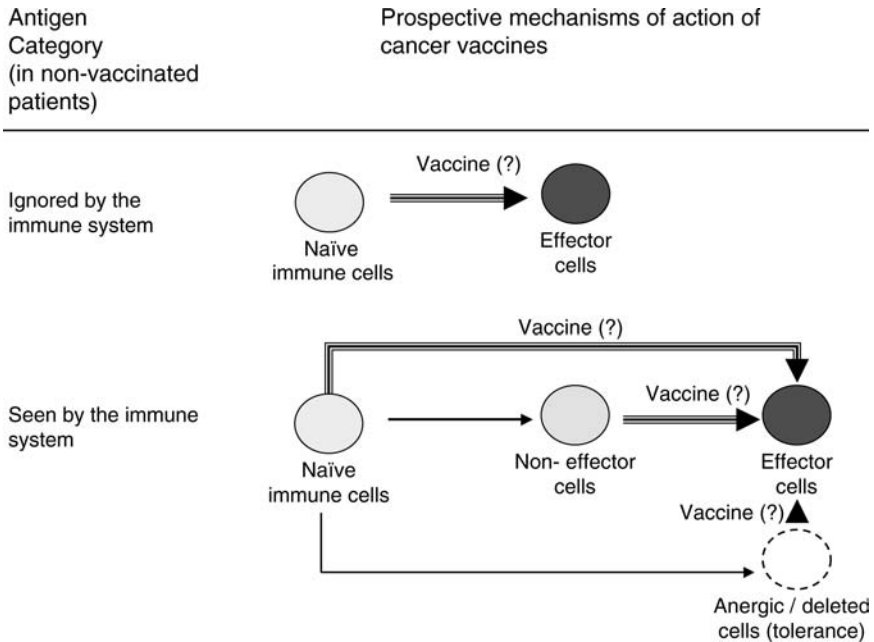 Antigen
Category
(in non-vaccinated
patients)
Prospective mechanisms of action of
cancer vaccines
Ignored by the
immune system
Vaccine (?)
Naïve
immune cells
Effector
cells
Seen by the immune
system
Vaccine (?)
Vaccine (?)
Naïve
immune cells
Non- effector
cells
Effector
cells
Vaccine (?)
Anergic / deleted
cells (tolerance)